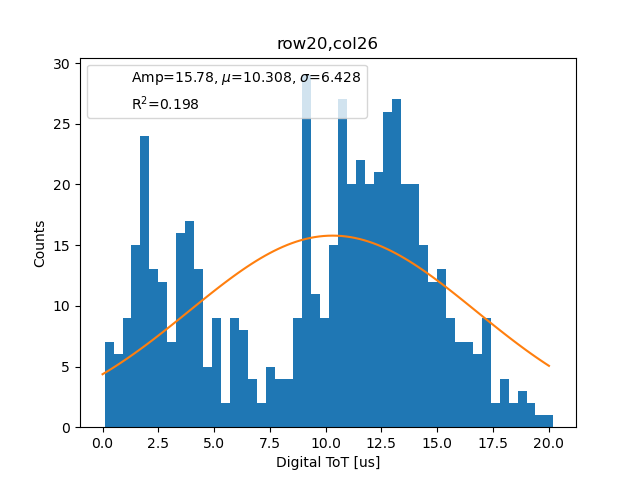 row20,col26
Amp=15.78, μ=10.308, σ=6.428
R²=0.198
30
25
20
15
10
5
0
Counts
0.0 2.5 5.0 7.5 10.0 12.5 15.0 17.5 20.0
Digital ToT [us]